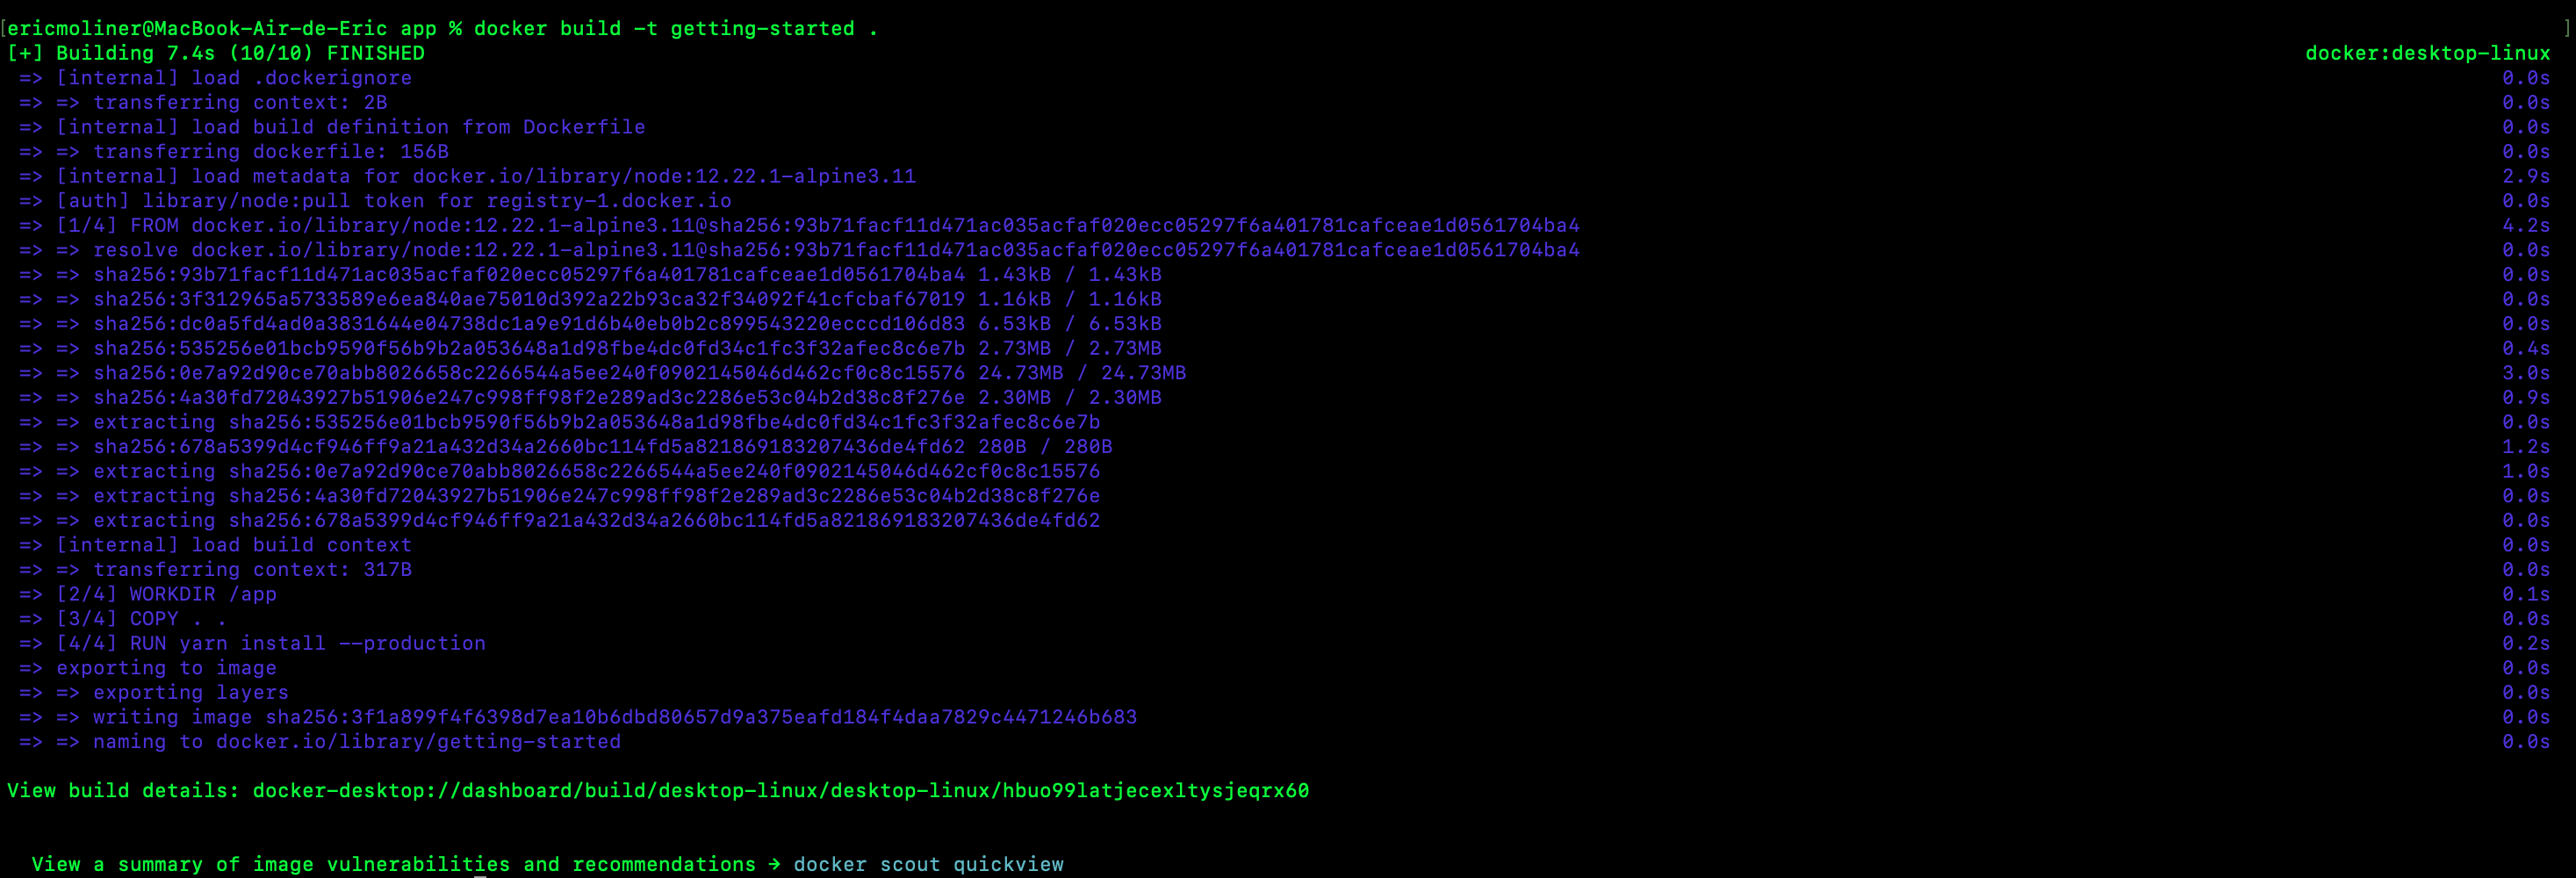 [ericmoliner@MacBook-Air-de-Eric app % docker build -t getting-started . ]
[+] Building 7.4s (10/10) FINISHED docker:desktop-linux
=> [internal] load .dockerignore 0.0s
=> => transferring context: 2B 0.0s
=> [internal] load build definition from Dockerfile 0.0s
=> => transferring dockerfile: 156B 0.0s
=> [internal] load metadata for docker.io/library/node:12.22.1-alpine3.11 2.9s
=> [auth] library/node:pull token for registry-1.docker.io 0.0s
=> [1/4] FROM docker.io/library/node:12.22.1-alpine3.11@sha256:93b71facf11d471ac035acfaf020ecc05297f6a401781cafceae1d0561704ba4 4.2s
=> => resolve docker.io/library/node:12.22.1-alpine3.11@sha256:93b71facf11d471ac035acfaf020ecc05297f6a401781cafceae1d0561704ba4 0.0s
=> => sha256:93b71facf11d471ac035acfaf020ecc05297f6a401781cafceae1d0561704ba4 1.43kB / 1.43kB 0.0s
=> => sha256:3f312965a5733589e6ea840ae75010d392a22b93ca32f34092f41cfcbaf67019 1.16kB / 1.16kB 0.0s
=> => sha256:dc0a5fd4ad0a3831644e04738dc1a9e91d6b40eb0b2c899543220ecccd106d83 6.53kB / 6.53kB 0.0s
=> => sha256:535256e01bcb9590f56b9b2a053648a1d98fbe4dc0fd34c1fc3f32afec8c6e7b 2.73MB / 2.73MB 0.4s
=> => sha256:0e7a92d90ce70abb8026658c2266544a5ee240f0902145046d462cf0c8c15576 24.73MB / 24.73MB 3.0s
=> => sha256:4a30fd72043927b51906e247c998ff98f2e289ad3c2286e53c04b2d38c8f276e 2.30MB / 2.30MB 0.9s
=> => extracting sha256:535256e01bcb9590f56b9b2a053648a1d98fbe4dc0fd34c1fc3f32afec8c6e7b 0.0s
=> => sha256:678a5399d4cf946ff9a21a432d34a2660bc114fd5a821869183207436de4fd62 280B / 280B 1.2s
=> => extracting sha256:0e7a92d90ce70abb8026658c2266544a5ee240f0902145046d462cf0c8c15576 1.0s
=> => extracting sha256:4a30fd72043927b51906e247c998ff98f2e289ad3c2286e53c04b2d38c8f276e 0.0s
=> => extracting sha256:678a5399d4cf946ff9a21a432d34a2660bc114fd5a821869183207436de4fd62 0.0s
=> [internal] load build context 0.0s
=> => transferring context: 317B 0.0s
=> [2/4] WORKDIR /app 0.1s
=> [3/4] COPY . . 0.0s
=> [4/4] RUN yarn install --production 0.2s
=> exporting to image 0.0s
=> => exporting layers 0.0s
=> => writing image sha256:3f1a899f4f6398d7ea10b6dbd80657d9a375eafd184f4daa7829c4471246b683 0.0s
=> => naming to docker.io/library/getting-started 0.0s
View build details: docker-desktop://dashboard/build/desktop-linux/desktop-linux/hbuo99latjecexltysjeqrx60
View a summary of image vulnerabilities and recommendations → docker scout quickview